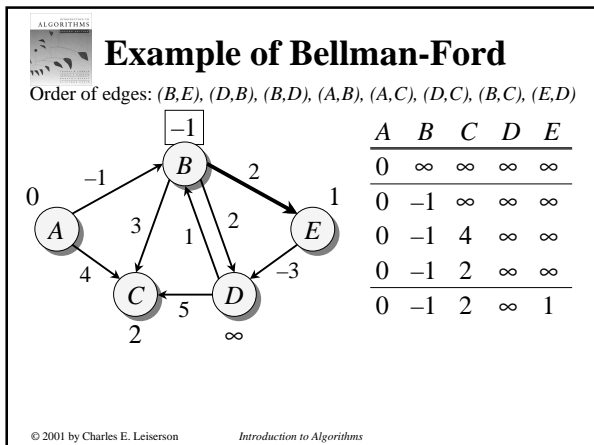 ALGORITHMS
Example of Bellman-Ford
Order of edges: (B,E), (D,B), (B,D), (A,B), (A,C), (D,C), (B,C), (E,D)
–1
B
0
–1
2
1
A
3
1
2
E
4
–3
C
5
D
2
∞
A B C D E
0 ∞ ∞ ∞ ∞
0 –1 ∞ ∞ ∞
0 –1 4 ∞ ∞
0 –1 2 ∞ ∞
0 –1 2 ∞ 1
© 2001 by Charles E. Leiserson Introduction to Algorithms